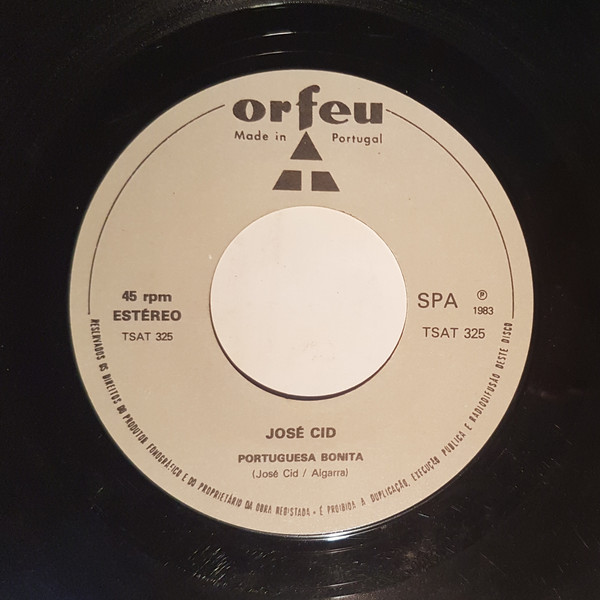 orfeu
Made in Portugal
45 rpm
ESTÉREO
TSAT 325
SPA ℗ 1983
TSAT 325
JOSÉ CID
PORTUGUESA BONITA
(José Cid / Algarra)
RESERVADOS OS DIREITOS DO PRODUTOR FONOGRÁFICO E DO PROPRIETÁRIO DA OBRA REGISTADA - É PROIBIDA A DUPLICAÇÃO, EXECUÇÃO PÚBLICA E RADIODIFUSÃO DESTE DISCO